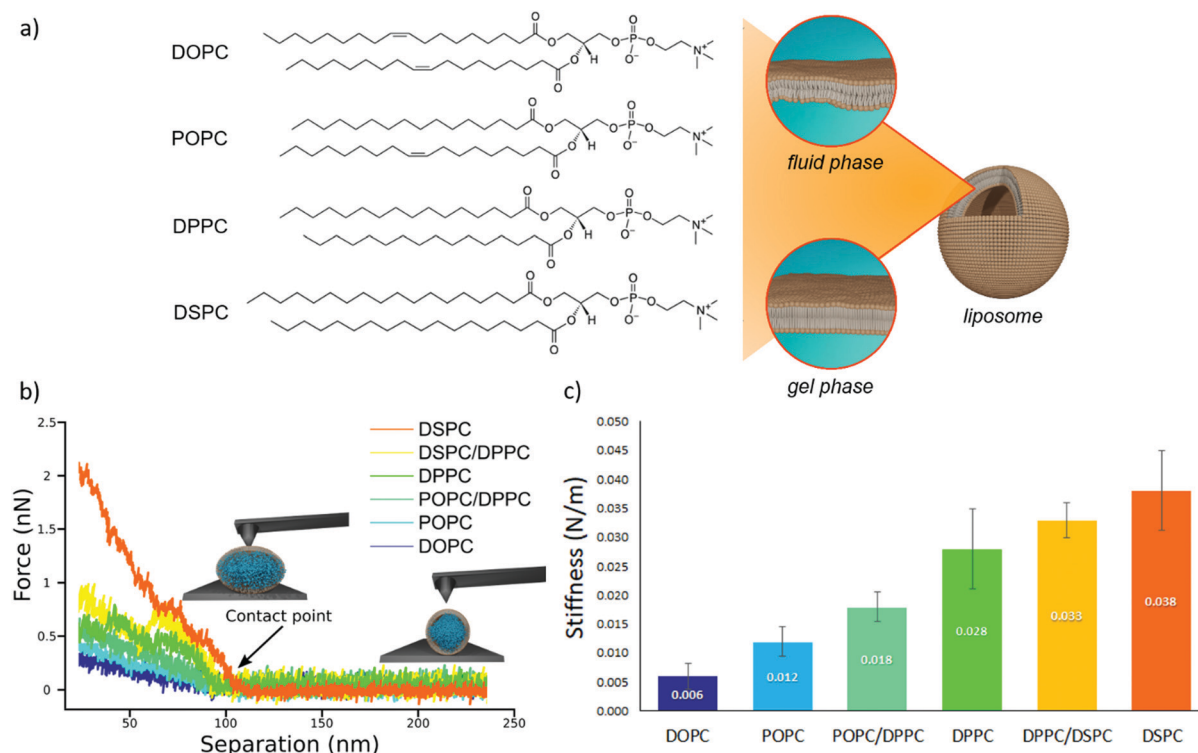 a)
DOPC
O
O
P
O
O
O⁻
N⁺
O
H
O
POPC
O
O
P
O
O
O⁻
N⁺
O
H
O
DPPC
O
O
P
O
O
O⁻
N⁺
O
H
O
DSPC
O
O
P
O
O
O⁻
N⁺
O
H
O
fluid phase
gel phase
liposome
b)
Force (nN)
2.5
2
1.5
1
0.5
0
50
100
150
200
250
Separation (nm)
DSPC
DSPC/DPPC
DPPC
POPC/DPPC
POPC
DOPC
Contact point
c)
Stiffness (N/m)
0.050
0.045
0.040
0.035
0.030
0.025
0.020
0.015
0.010
0.005
0.000
0.006
0.012
0.018
0.028
0.033
0.038
DOPC
POPC
POPC/DPPC
DPPC
DPPC/DSPC
DSPC